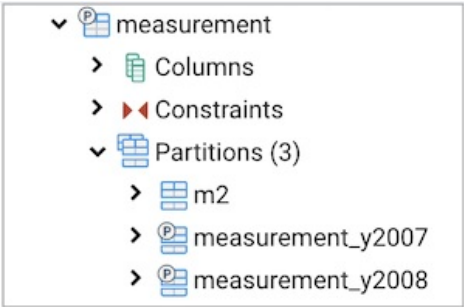 P measurement
Columns
Constraints
Partitions (3)
m2
P measurement_y2007
P measurement_y2008